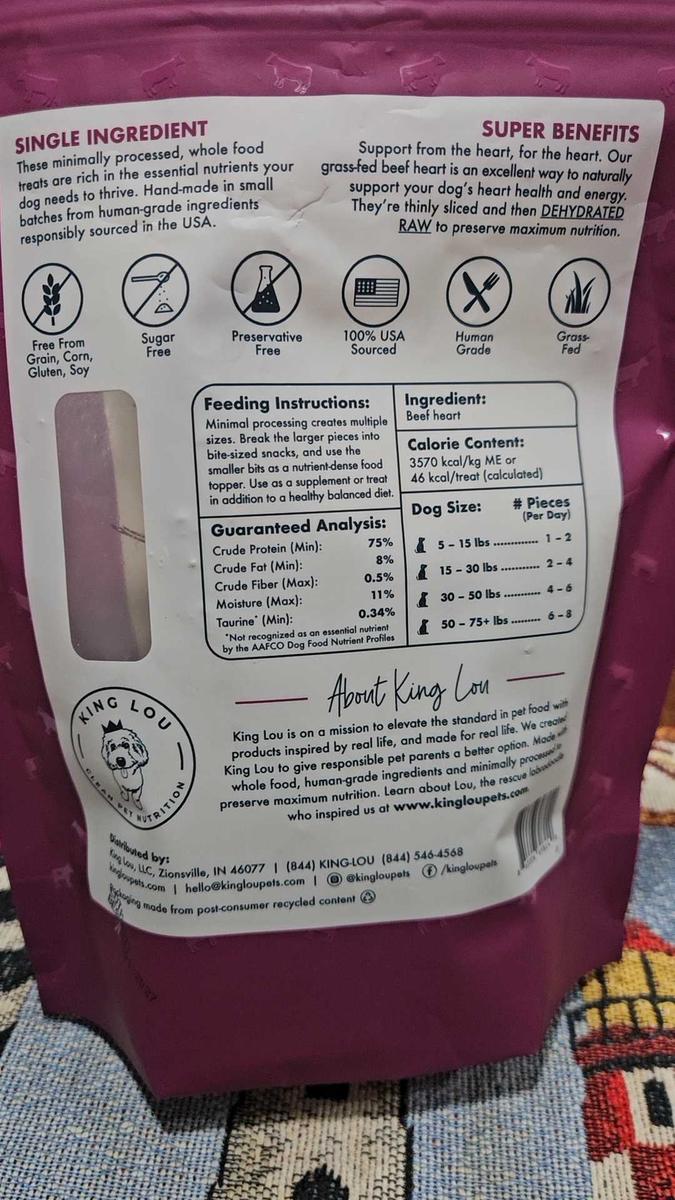 SINGLE INGREDIENT
These minimally processed, whole food
treats are rich in the essential nutrients your
dog needs to thrive. Hand-made in small
batches from human-grade ingredients
responsibly sourced in the USA.
SUPER BENEFITS
Support from the heart, for the heart. Our
grass-fed beef heart is an excellent way to naturally
support your dog's heart health and energy.
They're thinly sliced and then DEHYDRATED
RAW to preserve maximum nutrition.
Free From
Grain, Corn,
Gluten, Soy
Sugar
Free
Preservative
Free
100% USA
Sourced
Human
Grade
Grass-
Fed
Feeding Instructions:
Minimal processing creates multiple
sizes. Break the larger pieces into
bite-sized snacks, and use the
smaller bits as a nutrient-dense food
topper. Use as a supplement or treat
in addition to a healthy balanced diet.
Guaranteed Analysis:
Crude Protein (Min): 75%
Crude Fat (Min): 8%
Crude Fiber (Max): 0.5%
Moisture (Max): 11%
Taurine* (Min): 0.34%
*Not recognized as an essential nutrient
by the AAFCO Dog Food Nutrient Profiles
Ingredient:
Beef heart
Calorie Content:
3570 kcal/kg ME or
46 kcal/treat (calculated)
Dog Size: # Pieces
(Per Day)
5 - 15 lbs ............. 1 - 2
15 - 30 lbs ........... 2 - 4
30 - 50 lbs .......... 4 - 6
50 - 75+ lbs ........ 6 - 8
About King Lou
King Lou is on a mission to elevate the standard in pet food with
products inspired by real life, and made for real life. We created
King Lou to give responsible pet parents a better option. Made with
whole food, human-grade ingredients and minimally processed to
preserve maximum nutrition. Learn about Lou, the rescue labradoodle
who inspired us at www.kingloupets.com
KING LOU
CLEAN PET NUTRITION
Distributed by:
King Lou, LLC, Zionsville, IN 46077 | (844) KING-LOU (844) 546-4568
kingloupets.com | hello@kingloupets.com | @kingloupets /kingloupets
Packaging made from post-consumer recycled content